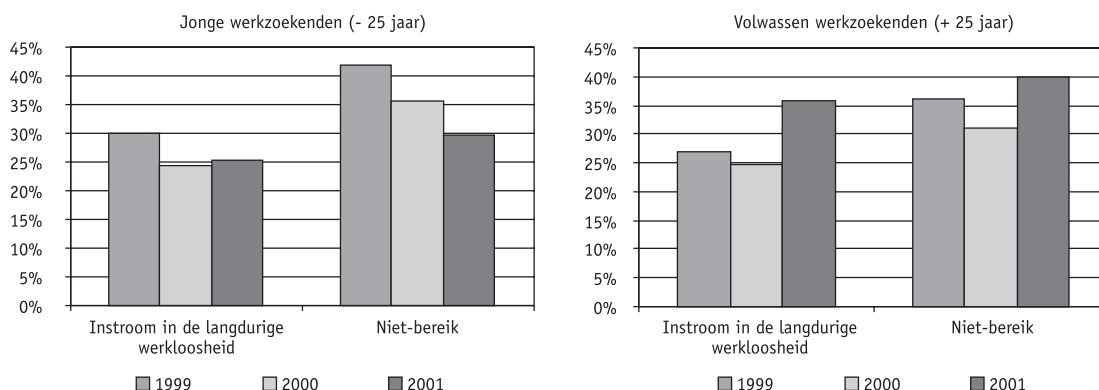 Jonge werkzoekenden (- 25 jaar)
45%
40%
35%
30%
25%
20%
15%
10%
5%
0%
Instroom in de langdurige
werkloosheid
Niet-bereik
1999 2000 2001
Volwassen werkzoekenden (+ 25 jaar)
45%
40%
35%
30%
25%
20%
15%
10%
5%
0%
Instroom in de langdurige
werkloosheid
Niet-bereik
1999 2000 2001